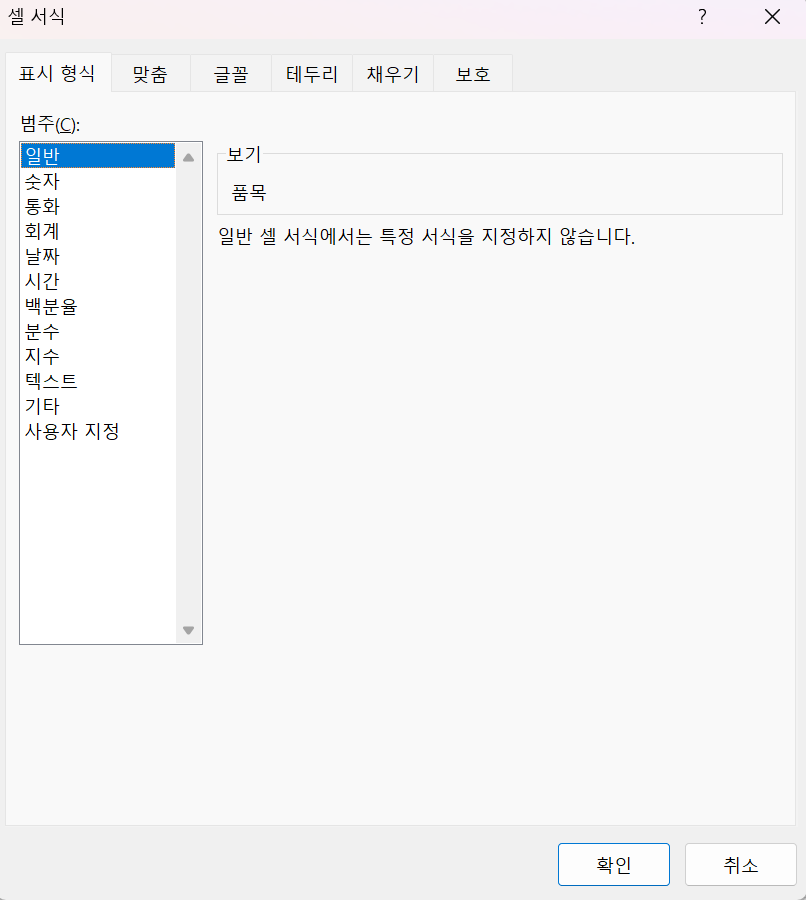 셀 서식
?
표시 형식 맞춤 글꼴 테두리 채우기 보호
범주(C):
일반
숫자
통화
회계
날짜
시간
백분율
분수
지수
텍스트
기타
사용자 지정
보기
품목
일반 셀 서식에서는 특정 서식을 지정하지 않습니다.
확인 취소